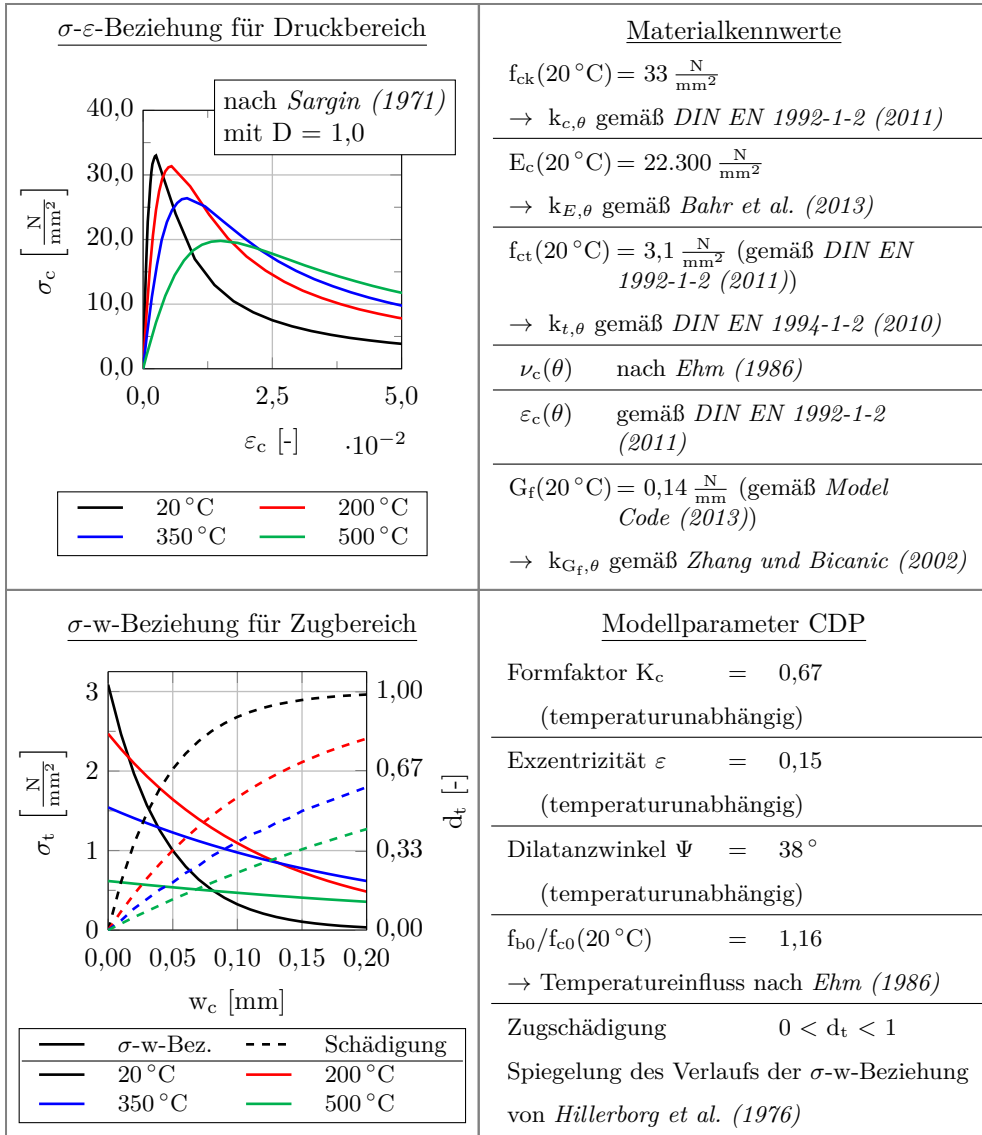 σ-ε-Beziehung für Druckbereich
nach Sargin (1971)
mit D = 1,0
40,0
30,0
20,0
10,0
0,0
σc [N/mm²]
0,0 2,5 5,0
εc [-] ·10⁻²
20 °C 200 °C
350 °C 500 °C
Materialkennwerte
fck(20 °C) = 33 N/mm²
→ kc,θ gemäß DIN EN 1992-1-2 (2011)
Ec(20 °C) = 22.300 N/mm²
→ kE,θ gemäß Bahr et al. (2013)
fct(20 °C) = 3,1 N/mm² (gemäß DIN EN
1992-1-2 (2011))
→ kt,θ gemäß DIN EN 1994-1-2 (2010)
νc(θ) nach Ehm (1986)
εc(θ) gemäß DIN EN 1992-1-2
(2011)
Gf(20 °C) = 0,14 N/mm (gemäß Model
Code (2013))
→ kGf,θ gemäß Zhang und Bicanic (2002)
σ-w-Beziehung für Zugbereich
3
2
1
0
σt [N/mm²]
1,00
0,67
0,33
0,00
dt [-]
0,00 0,05 0,10 0,15 0,20
wc [mm]
σ-w-Bez. Schädigung
20 °C 200 °C
350 °C 500 °C
Modellparameter CDP
Formfaktor Kc = 0,67
(temperaturunabhängig)
Exzentrizität ε = 0,15
(temperaturunabhängig)
Dilatanzwinkel Ψ = 38 °
(temperaturunabhängig)
fb0/fc0(20 °C) = 1,16
→ Temperatureinfluss nach Ehm (1986)
Zugschädigung 0 < dt < 1
Spiegelung des Verlaufs der σ-w-Beziehung
von Hillerborg et al. (1976)